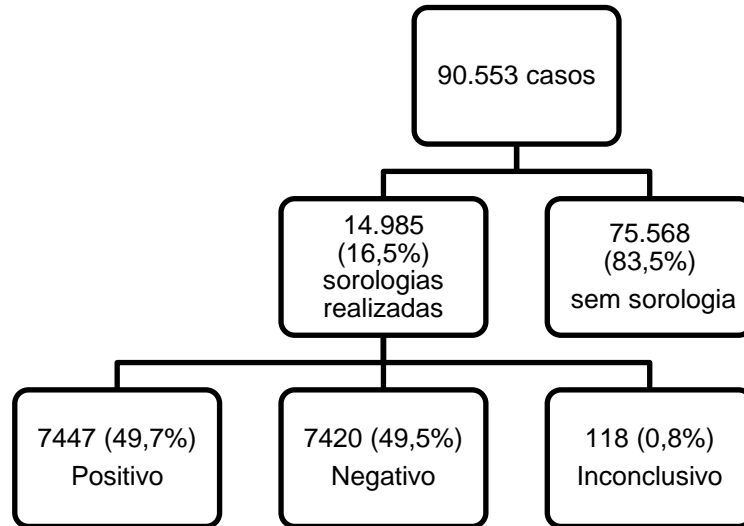 90.553 casos
14.985
(16,5%)
sorologias
realizadas
75.568
(83,5%)
sem sorologia
7447 (49,7%)
Positivo
7420 (49,5%)
Negativo
118 (0,8%)
Inconclusivo